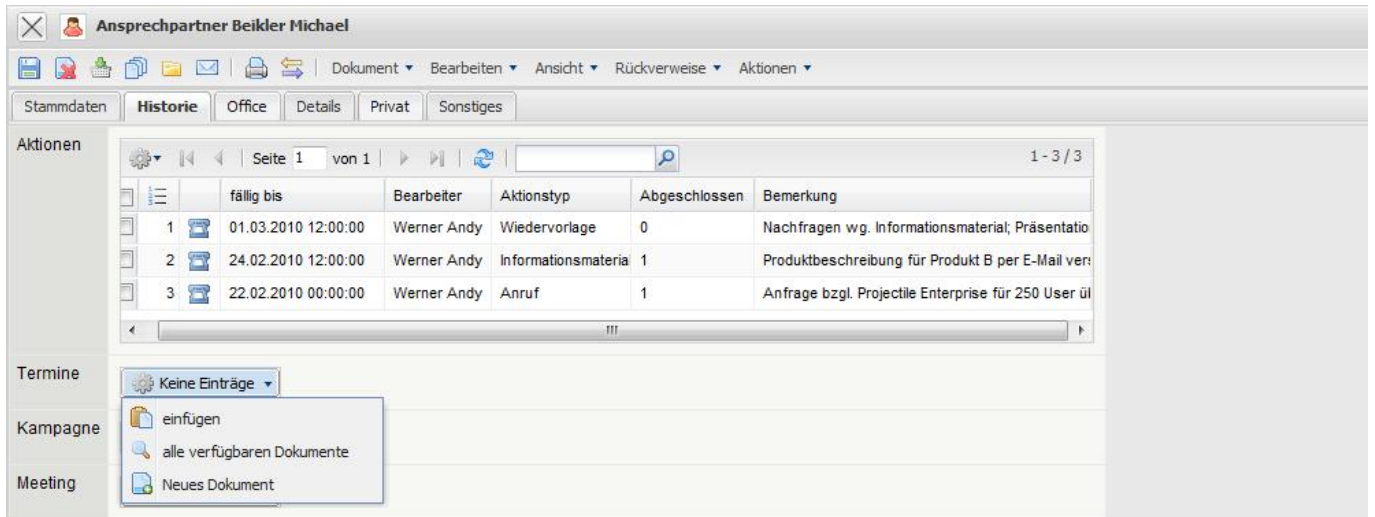 Ansprechpartner Beikler Michael
Dokument Bearbeiten Ansicht Rückverweise Aktionen
Stammdaten Historie Office Details Privat Sonstiges
Aktionen
Seite 1 von 1 1 - 3 / 3
fällig bis Bearbeiter Aktionstyp Abgeschlossen Bemerkung
1 01.03.2010 12:00:00 Werner Andy Wiedervorlage 0 Nachfragen wg. Informationsmaterial; Präsentatio
2 24.02.2010 12:00:00 Werner Andy Informationsmaterial 1 Produktbeschreibung für Produkt B per E-Mail vers
3 22.02.2010 00:00:00 Werner Andy Anruf 1 Anfrage bzgl. Projectile Enterprise für 250 User ül
Termine
Keine Einträge
einfügen
Kampagne
alle verfügbaren Dokumente
Meeting
Neues Dokument